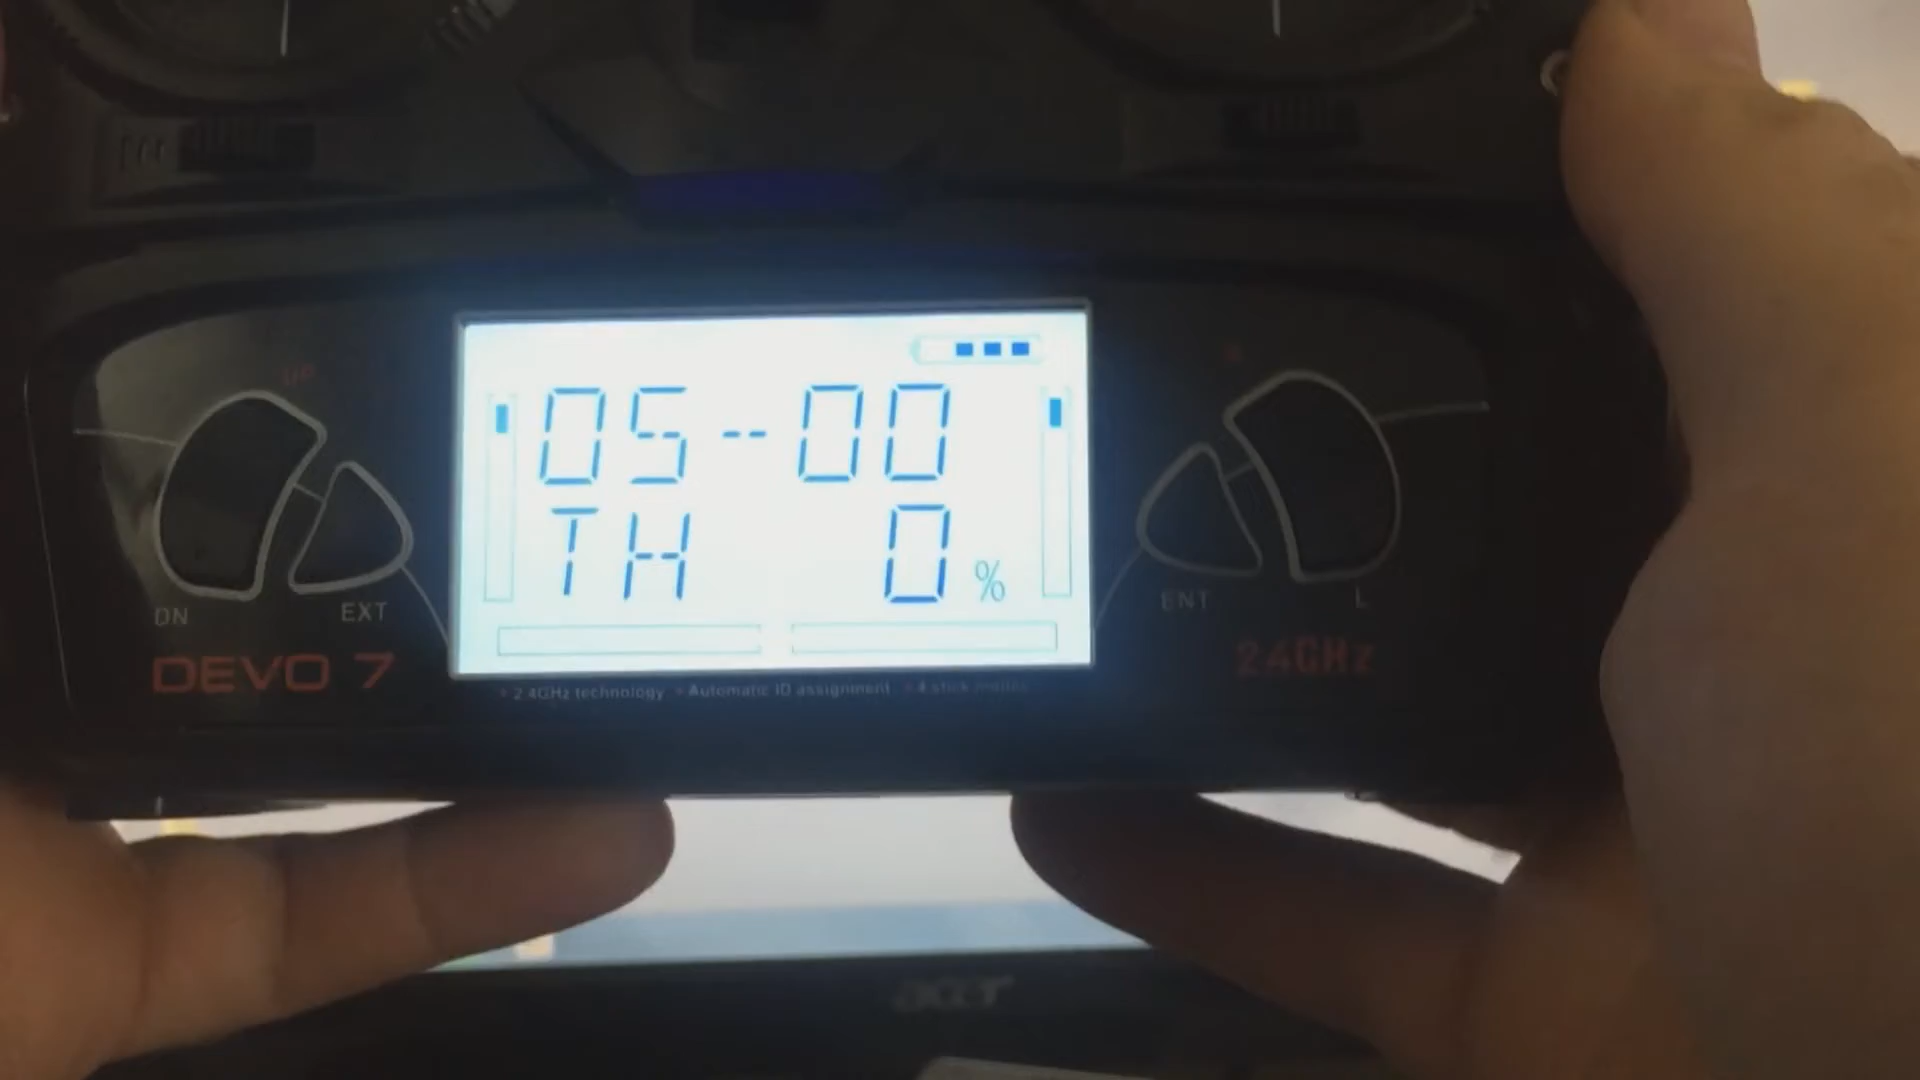 05--00
TH 0 %
UP
DN
EXT
ENT
L
DEVO 7
2.4GHz
2.4GHz technology Automatic ID assignment 4 stick modes
acer